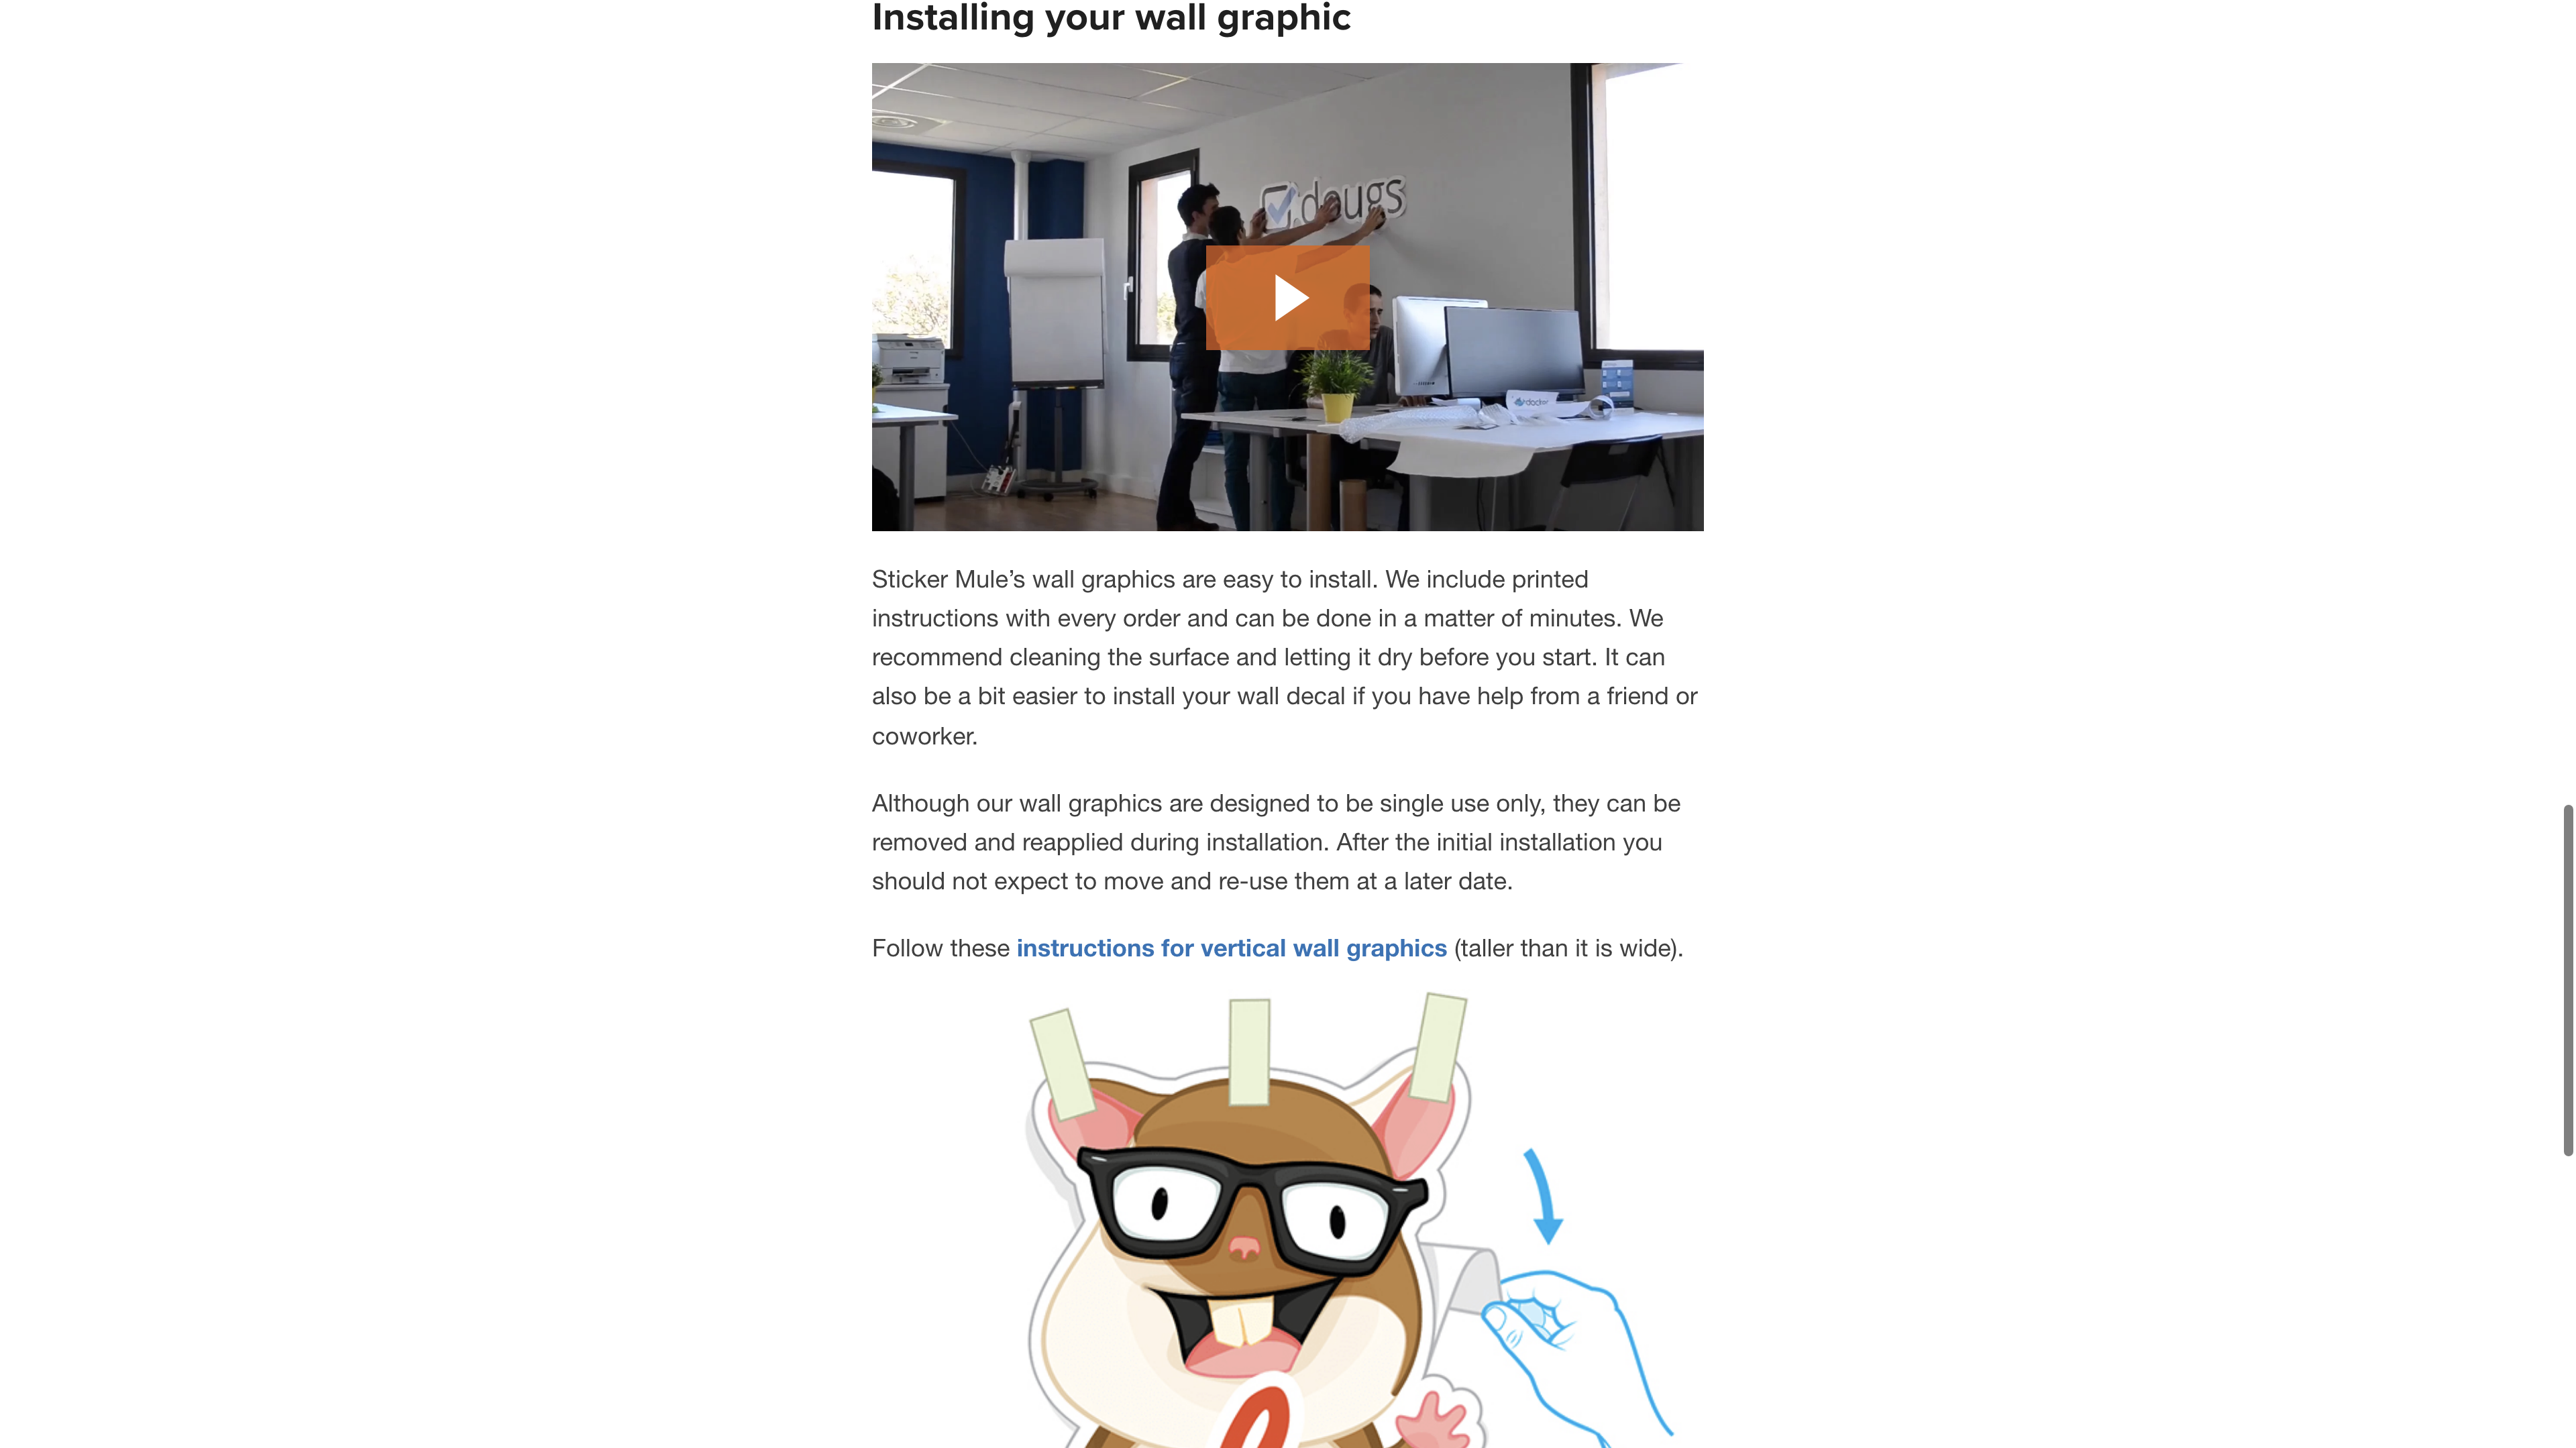 Installing your wall graphic
dougs
docker
Sticker Mule’s wall graphics are easy to install. We include printed
instructions with every order and can be done in a matter of minutes. We
recommend cleaning the surface and letting it dry before you start. It can
also be a bit easier to install your wall decal if you have help from a friend or
coworker.
Although our wall graphics are designed to be single use only, they can be
removed and reapplied during installation. After the initial installation you
should not expect to move and re-use them at a later date.
Follow these instructions for vertical wall graphics (taller than it is wide).